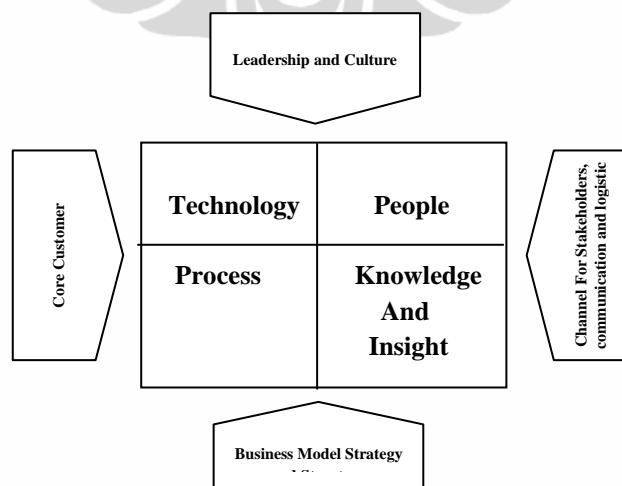 Leadership and Culture
Core Customer
Technology
People
Process
Knowledge
And
Insight
Channel For Stakeholders,
communication and logistic
Business Model Strategy